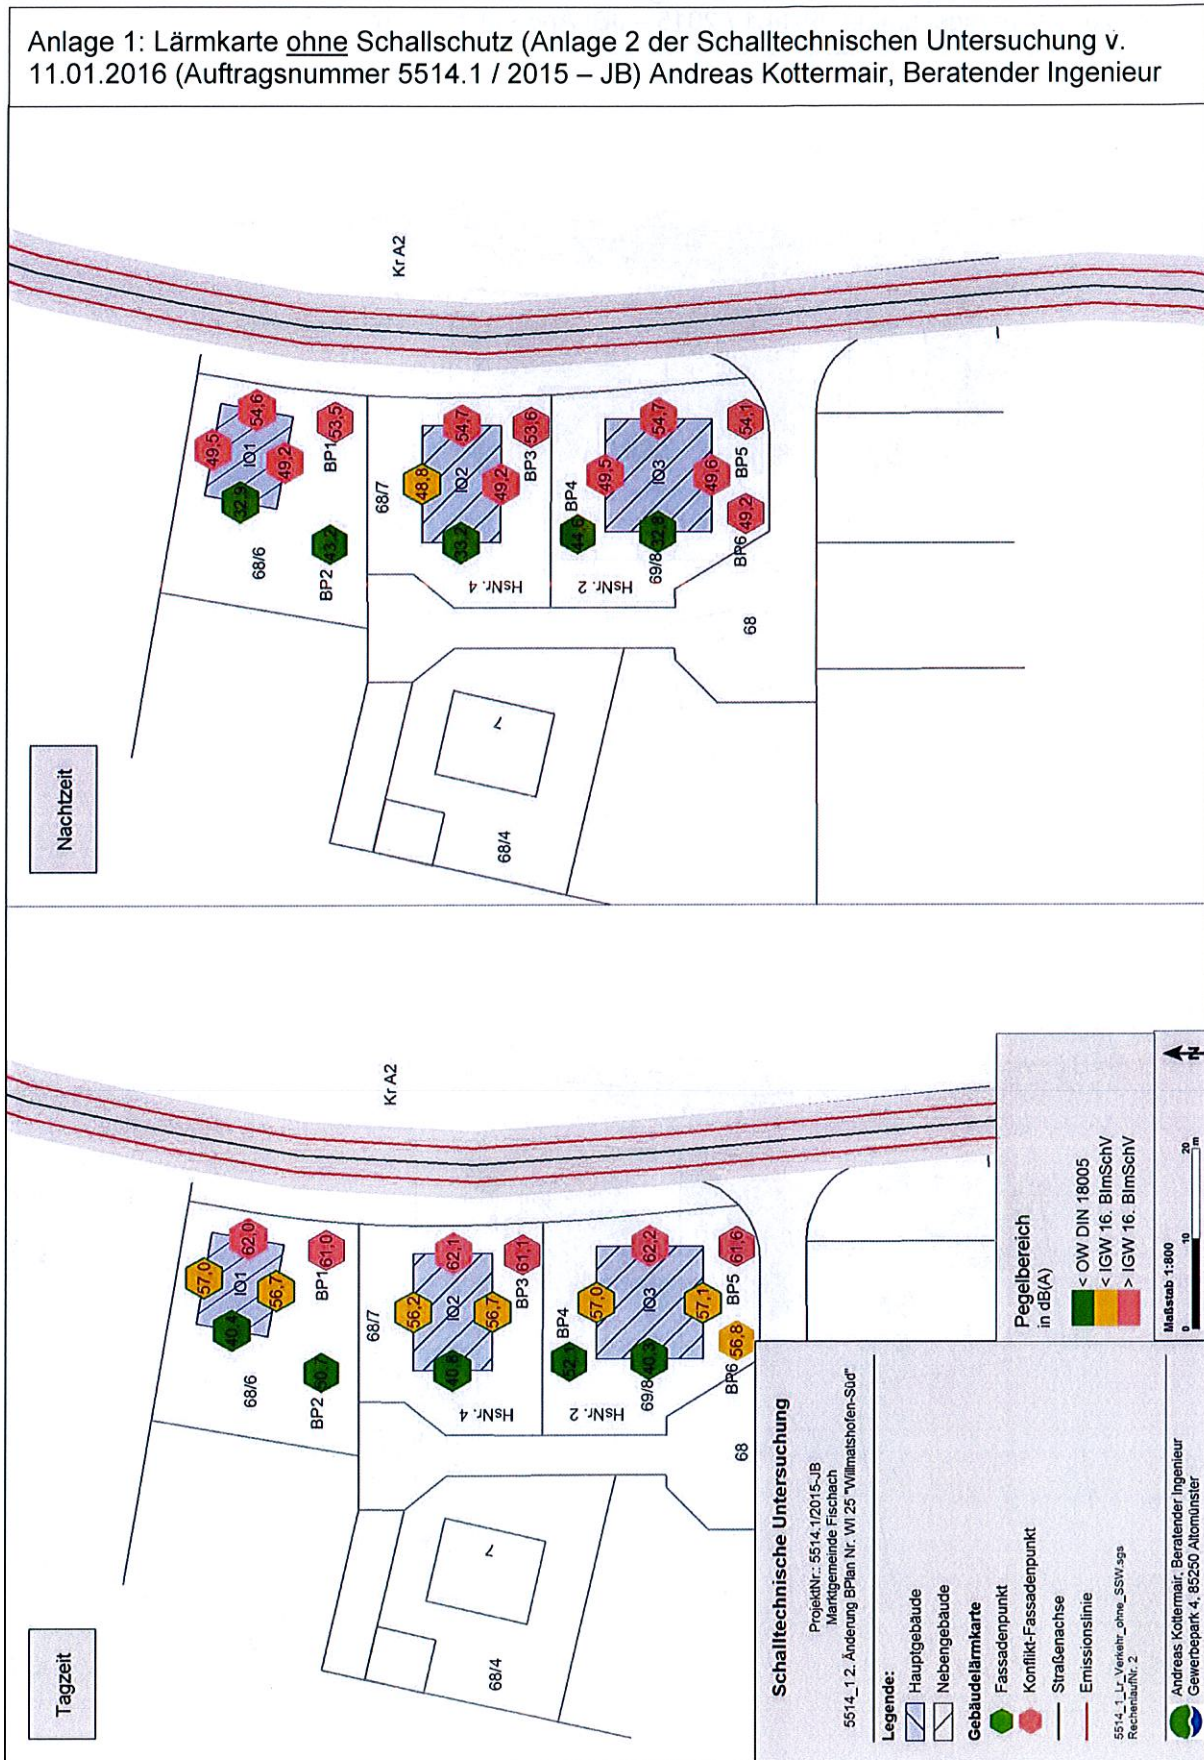 Anlage 1: Lärmkarte ohne Schallschutz (Anlage 2 der Schalltechnischen Untersuchung v.
11.01.2016 (Auftragsnummer 5514.1 / 2015 – JB) Andreas Kottermair, Beratender Ingenieur
Nachtzeit
Kr A2
49,5
54,6
IO1
32,9
49,2
53,5
BP1
43,2
BP2
68/6
68/7
48,8
54,7
IO2
33,2
49,2
53,6
BP3
HsNr. 4
BP4
44,6
49,5
54,7
IO3
32,8
49,6
54,1
BP5
49,2
BP6
69/8
HsNr. 2
68
7
68/4
Tagzeit
Kr A2
57,0
62,0
IO1
40,4
56,7
61,0
BP1
50,7
BP2
68/6
68/7
56,2
62,1
IO2
40,8
56,7
61,1
BP3
HsNr. 4
BP4
52,1
57,0
62,2
IO3
40,3
57,1
61,6
BP5
56,8
BP6
69/8
HsNr. 2
68
7
68/4
Schalltechnische Untersuchung
ProjektNr.: 5514.1/2015-JB
Marktgemeinde Fischach
5514_1 2. Änderung BPlan Nr. WI 25 "Willmatshofen-Süd"
Legende:
Hauptgebäude
Nebengebäude
Gebäudelärmkarte
Fassadenpunkt
Konflikt-Fassadenpunkt
Straßenachse
Emissionslinie
5514_1_Lr_Verkehr_ohne_SSW.sgs
RechenlaufNr. 2
Andreas Kottermair, Beratender Ingenieur
Gewerbepark 4, 85250 Altomünster
Pegelbereich
in dB(A)
< OW DIN 18005
< IGW 16. BImSchV
> IGW 16. BImSchV
Maßstab 1:800
0 10 20
m
N